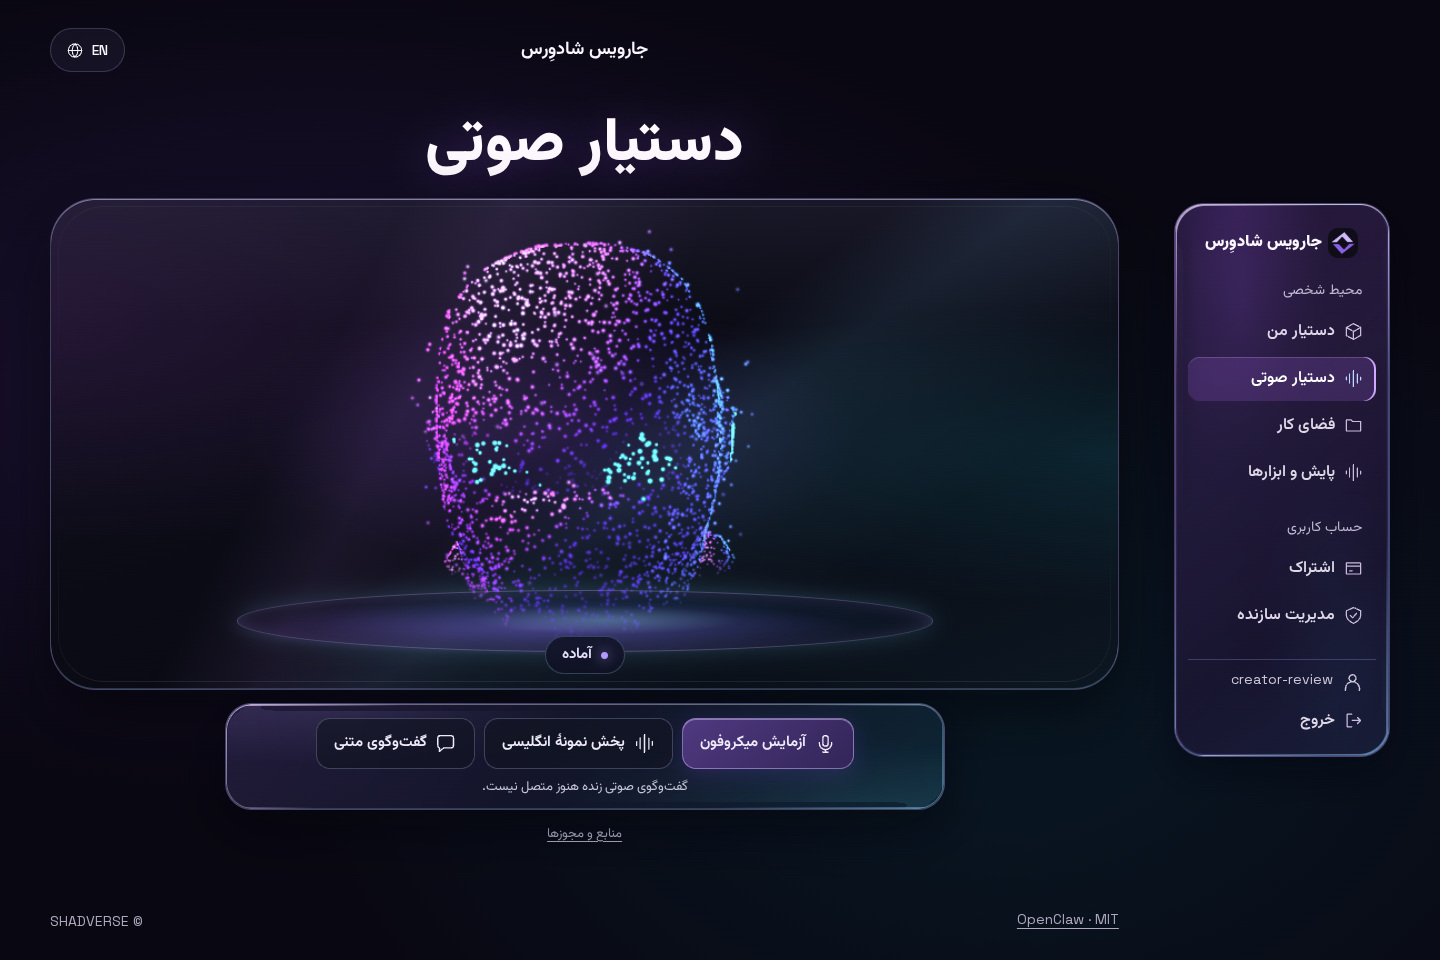 جارویس شادوِرس
EN
دستیار صوتی
جارویس شادوِرس
محیط شخصی
دستیار من
دستیار صوتی
فضای کار
پایش و ابزارها
حساب کاربری
اشتراک
مدیریت سازنده
creator-review
خروج
آماده
آزمایش میکروفون
پخش نمونهٔ انگلیسی
گفت‌وگوی متنی
گفت‌وگوی صوتی زنده هنوز متصل نیست.
منابع و مجوزها
OpenClaw · MIT
SHADVERSE ©